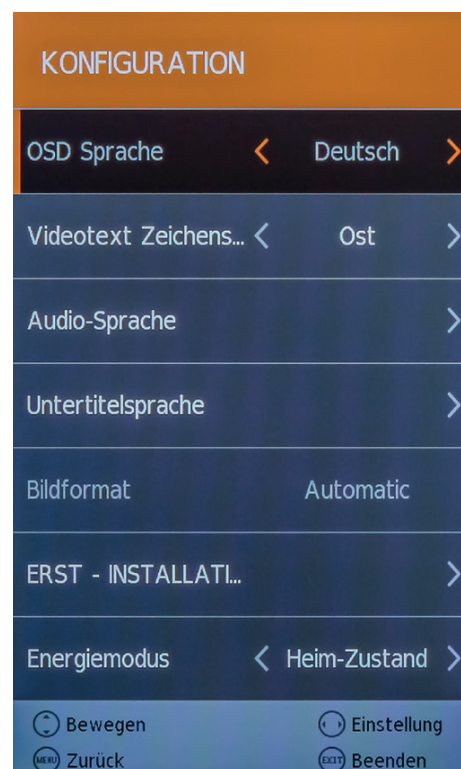 KONFIGURATION
OSD Sprache < Deutsch >
Videotext Zeichens... < Ost >
Audio-Sprache >
Untertitelsprache >
Bildformat Automatic
ERST - INSTALLATI... >
Energiemodus < Heim-Zustand >
Bewegen Einstellung
MENU Zurück EXIT Beenden